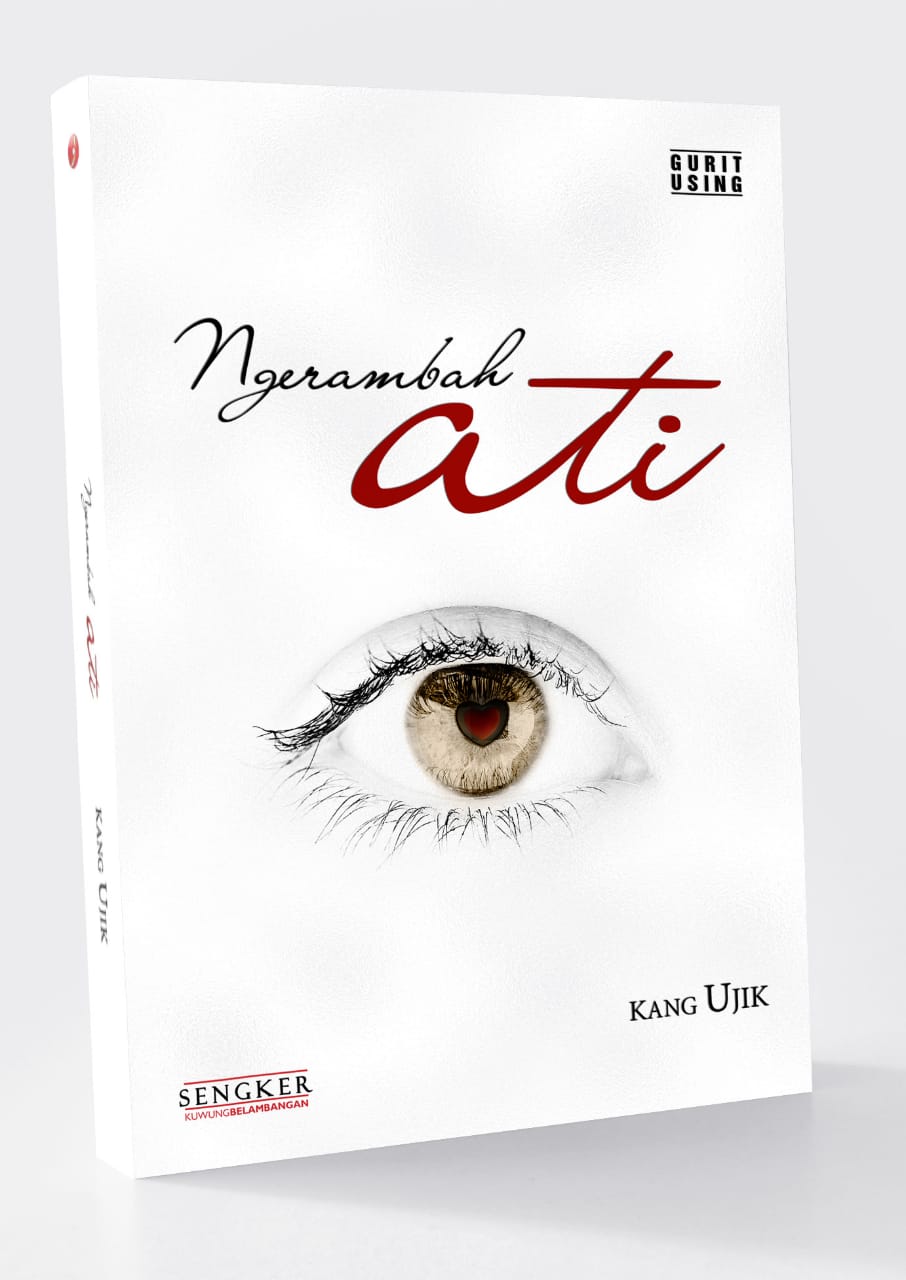 GURIT
USING
Ngerambah
ati
KANG UJIK
SENGKER
KUWUNGBELAMBANGAN
Ngerambah ati
KANG UJIK